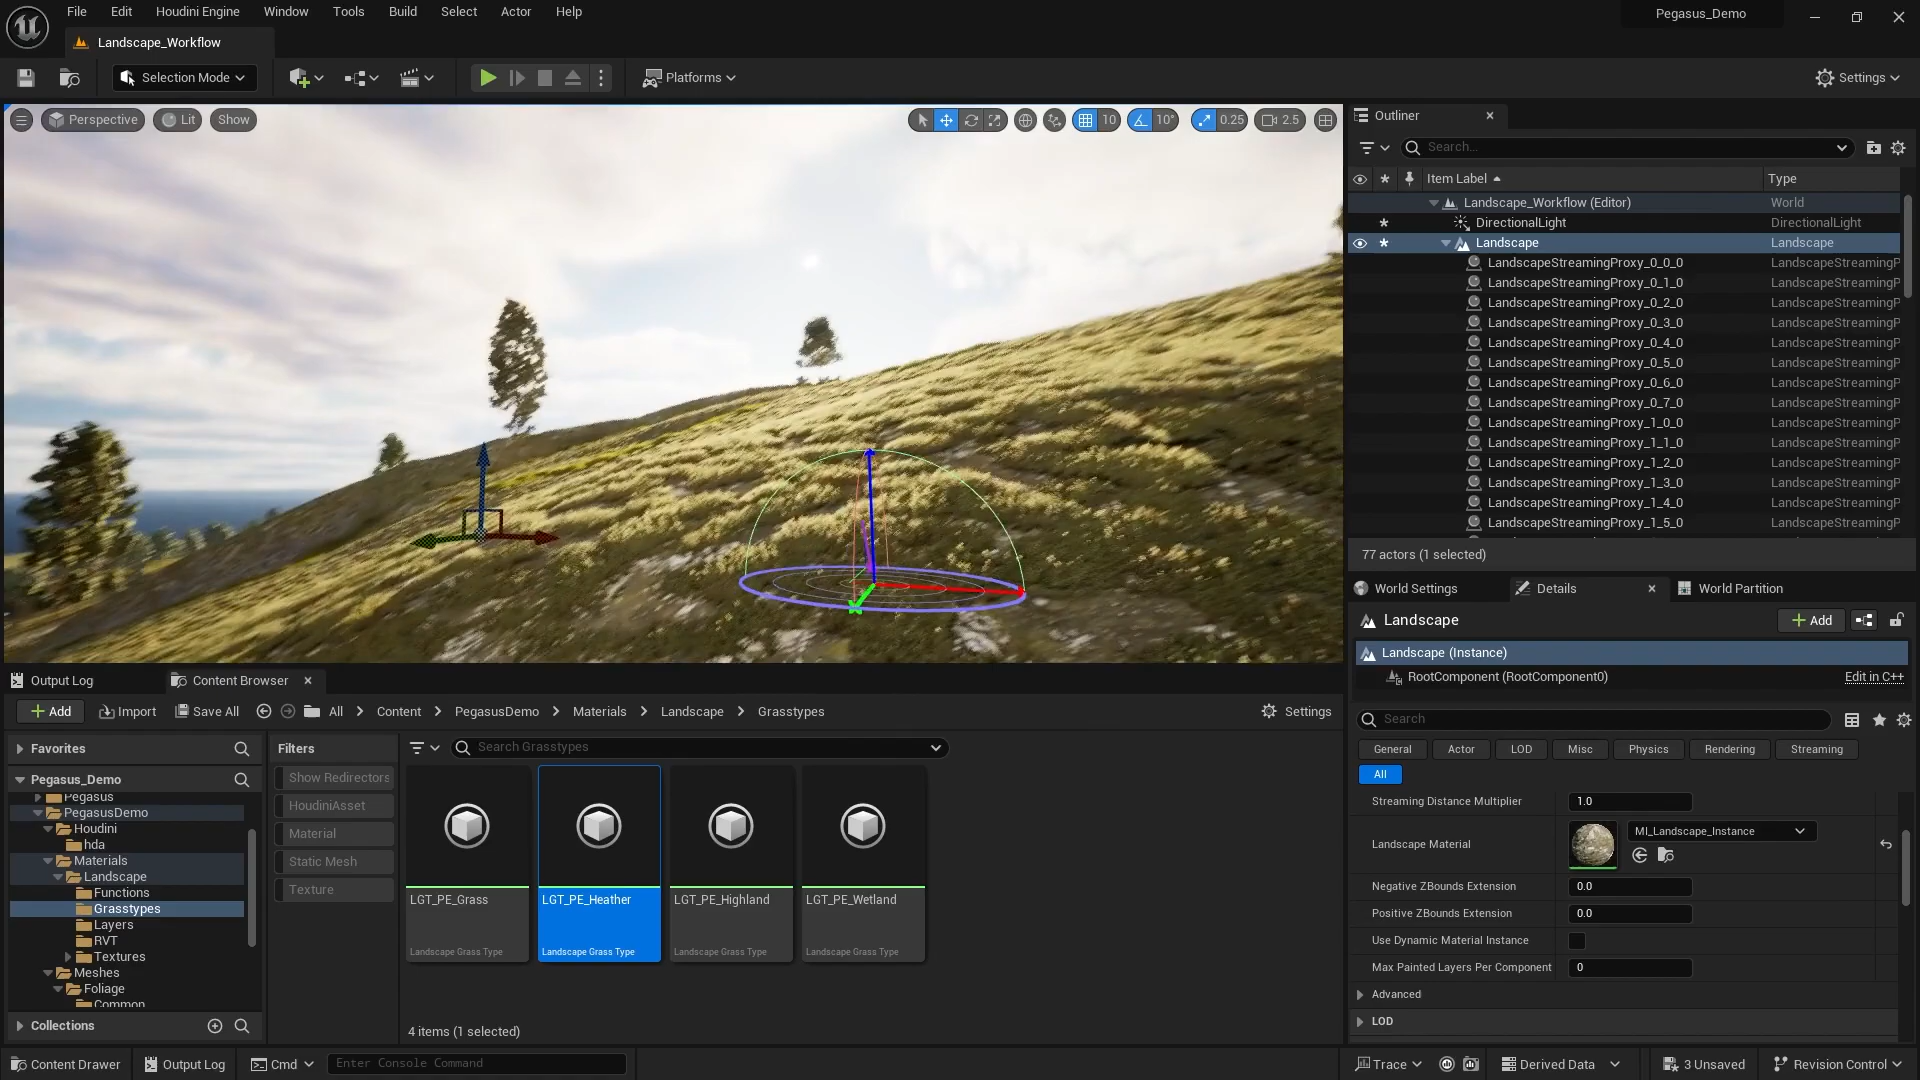 File Edit Houdini Engine Window Tools Build Select Actor Help
Pegasus_Demo
Landscape_Workflow
Selection Mode
Platforms
Settings
Perspective Lit Show
10 10° 0.25 2.5
Outliner
Search...
Item Label Type
Landscape_Workflow (Editor) World
DirectionalLight DirectionalLight
Landscape Landscape
LandscapeStreamingProxy_0_0_0 LandscapeStreamingP
LandscapeStreamingProxy_0_1_0 LandscapeStreamingP
LandscapeStreamingProxy_0_2_0 LandscapeStreamingP
LandscapeStreamingProxy_0_3_0 LandscapeStreamingP
LandscapeStreamingProxy_0_4_0 LandscapeStreamingP
LandscapeStreamingProxy_0_5_0 LandscapeStreamingP
LandscapeStreamingProxy_0_6_0 LandscapeStreamingP
LandscapeStreamingProxy_0_7_0 LandscapeStreamingP
LandscapeStreamingProxy_1_0_0 LandscapeStreamingP
LandscapeStreamingProxy_1_1_0 LandscapeStreamingP
LandscapeStreamingProxy_1_2_0 LandscapeStreamingP
LandscapeStreamingProxy_1_3_0 LandscapeStreamingP
LandscapeStreamingProxy_1_4_0 LandscapeStreamingP
LandscapeStreamingProxy_1_5_0 LandscapeStreamingP
77 actors (1 selected)
World Settings Details World Partition
Landscape
Add
Landscape (Instance)
RootComponent (RootComponent0) Edit in C++
Search
General Actor LOD Misc Physics Rendering Streaming
All
Streaming Distance Multiplier 1.0
Landscape Material MI_Landscape_Instance
Negative ZBounds Extension 0.0
Positive ZBounds Extension 0.0
Use Dynamic Material Instance
Max Painted Layers Per Component 0
Advanced
LOD
Output Log Content Browser
Add Import Save All All Content PegasusDemo Materials Landscape Grasstypes Settings
Favorites
Pegasus_Demo
Pegasus
PegasusDemo
Houdini
hda
Materials
Landscape
Functions
Grasstypes
Layers
RVT
Textures
Meshes
Foliage
Common
Collections
Filters
Show Redirectors
HoudiniAsset
Material
Static Mesh
Texture
Search Grasstypes
LGT_PE_Grass LGT_PE_Heather LGT_PE_Highland LGT_PE_Wetland
Landscape Grass Type Landscape Grass Type Landscape Grass Type Landscape Grass Type
4 items (1 selected)
Content Drawer Output Log Cmd Enter Console Command
Trace Derived Data 3 Unsaved Revision Control